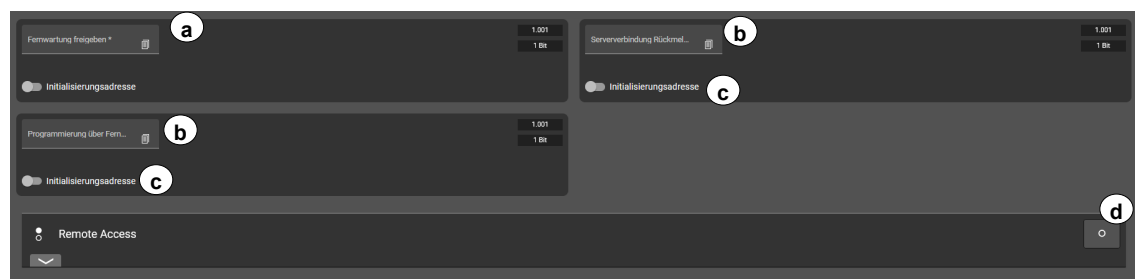 Fernwartung freigeben *
a
1.001
1 Bit
Initialisierungsadresse
Serververbindung Rückmel...
b
1.001
1 Bit
Initialisierungsadresse
c
Programmierung über Fern...
b
1.001
1 Bit
Initialisierungsadresse
c
Remote Access
d